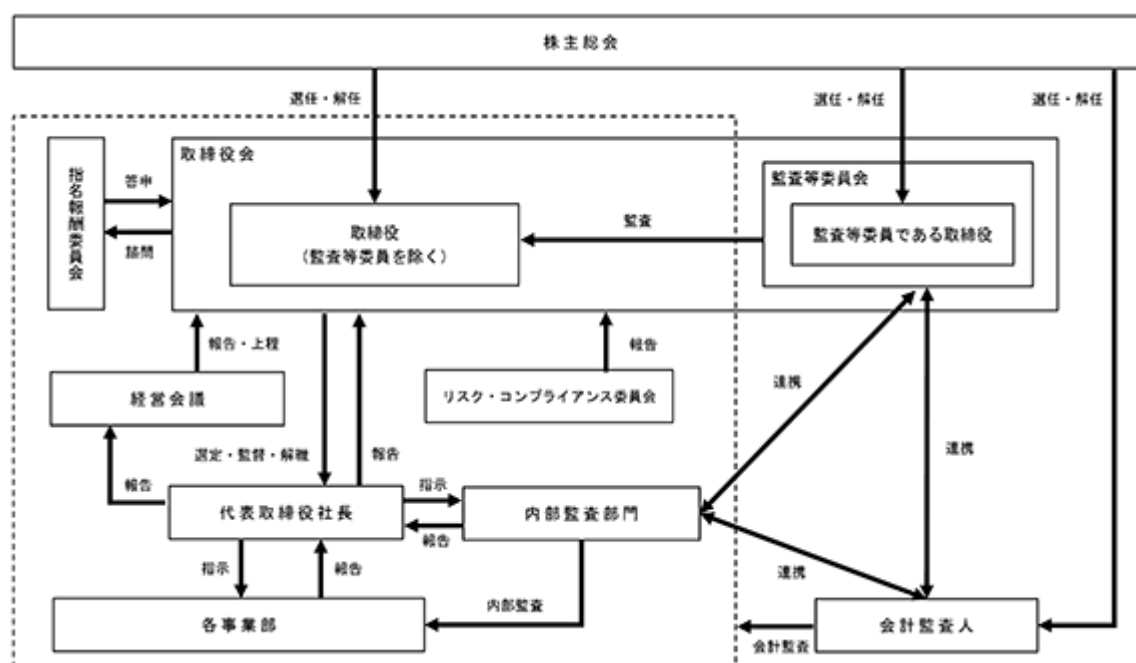 株主総会
選任・解任
選任・解任
選任・解任
取締役会
指名報酬委員会
答申
諮問
取締役
（監査等委員を除く）
監査
監査等委員会
監査等委員である取締役
報告・上程
報告
経営会議
リスク・コンプライアンス委員会
連携
連携
選定・監督・解職
報告
報告
代表取締役社長
指示
報告
内部監査部門
指示
報告
内部監査
連携
各事業部
会計監査
会計監査人